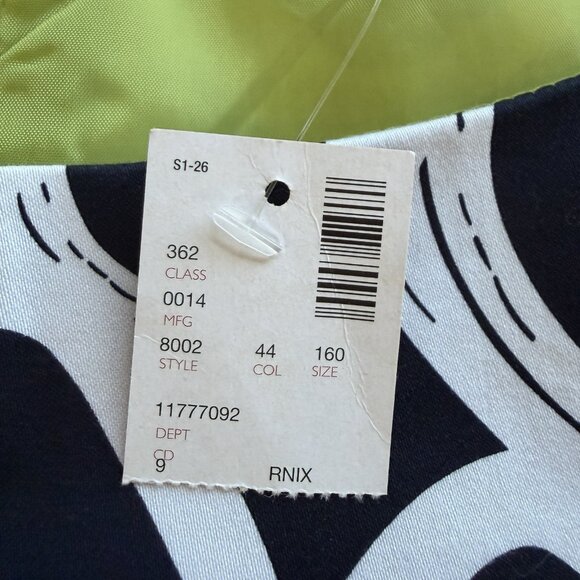 S1-26
362
CLASS
0014
MFG
8002 44 160
STYLE COL SIZE
11777092
DEPT
CD
9 RNIX